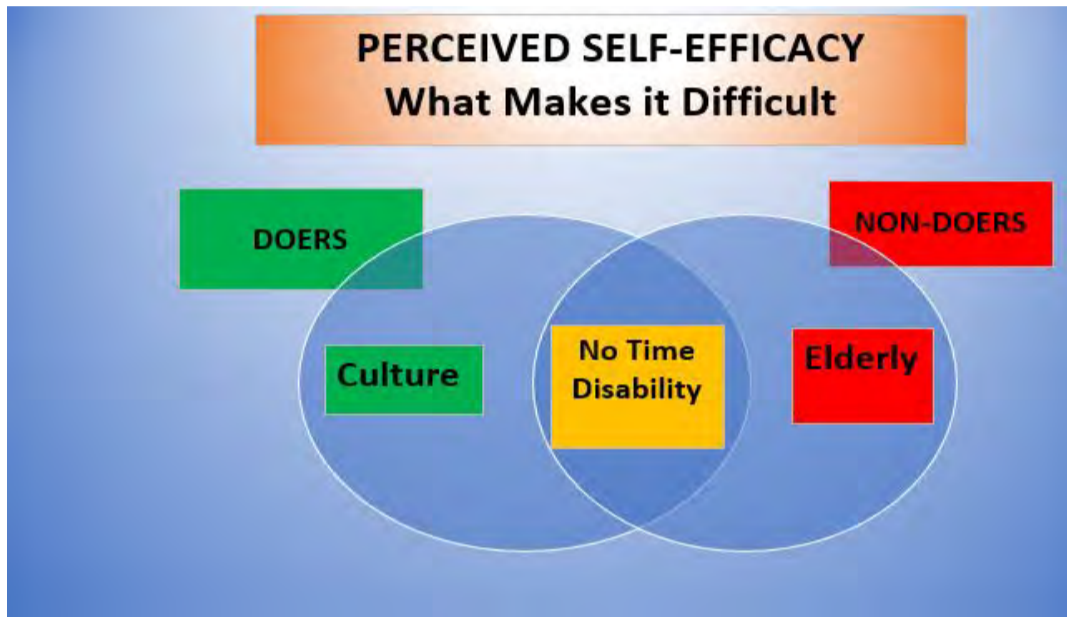 PERCEIVED SELF-EFFICACY
What Makes it Difficult
DOERS
NON-DOERS
Culture
No Time
Disability
Elderly